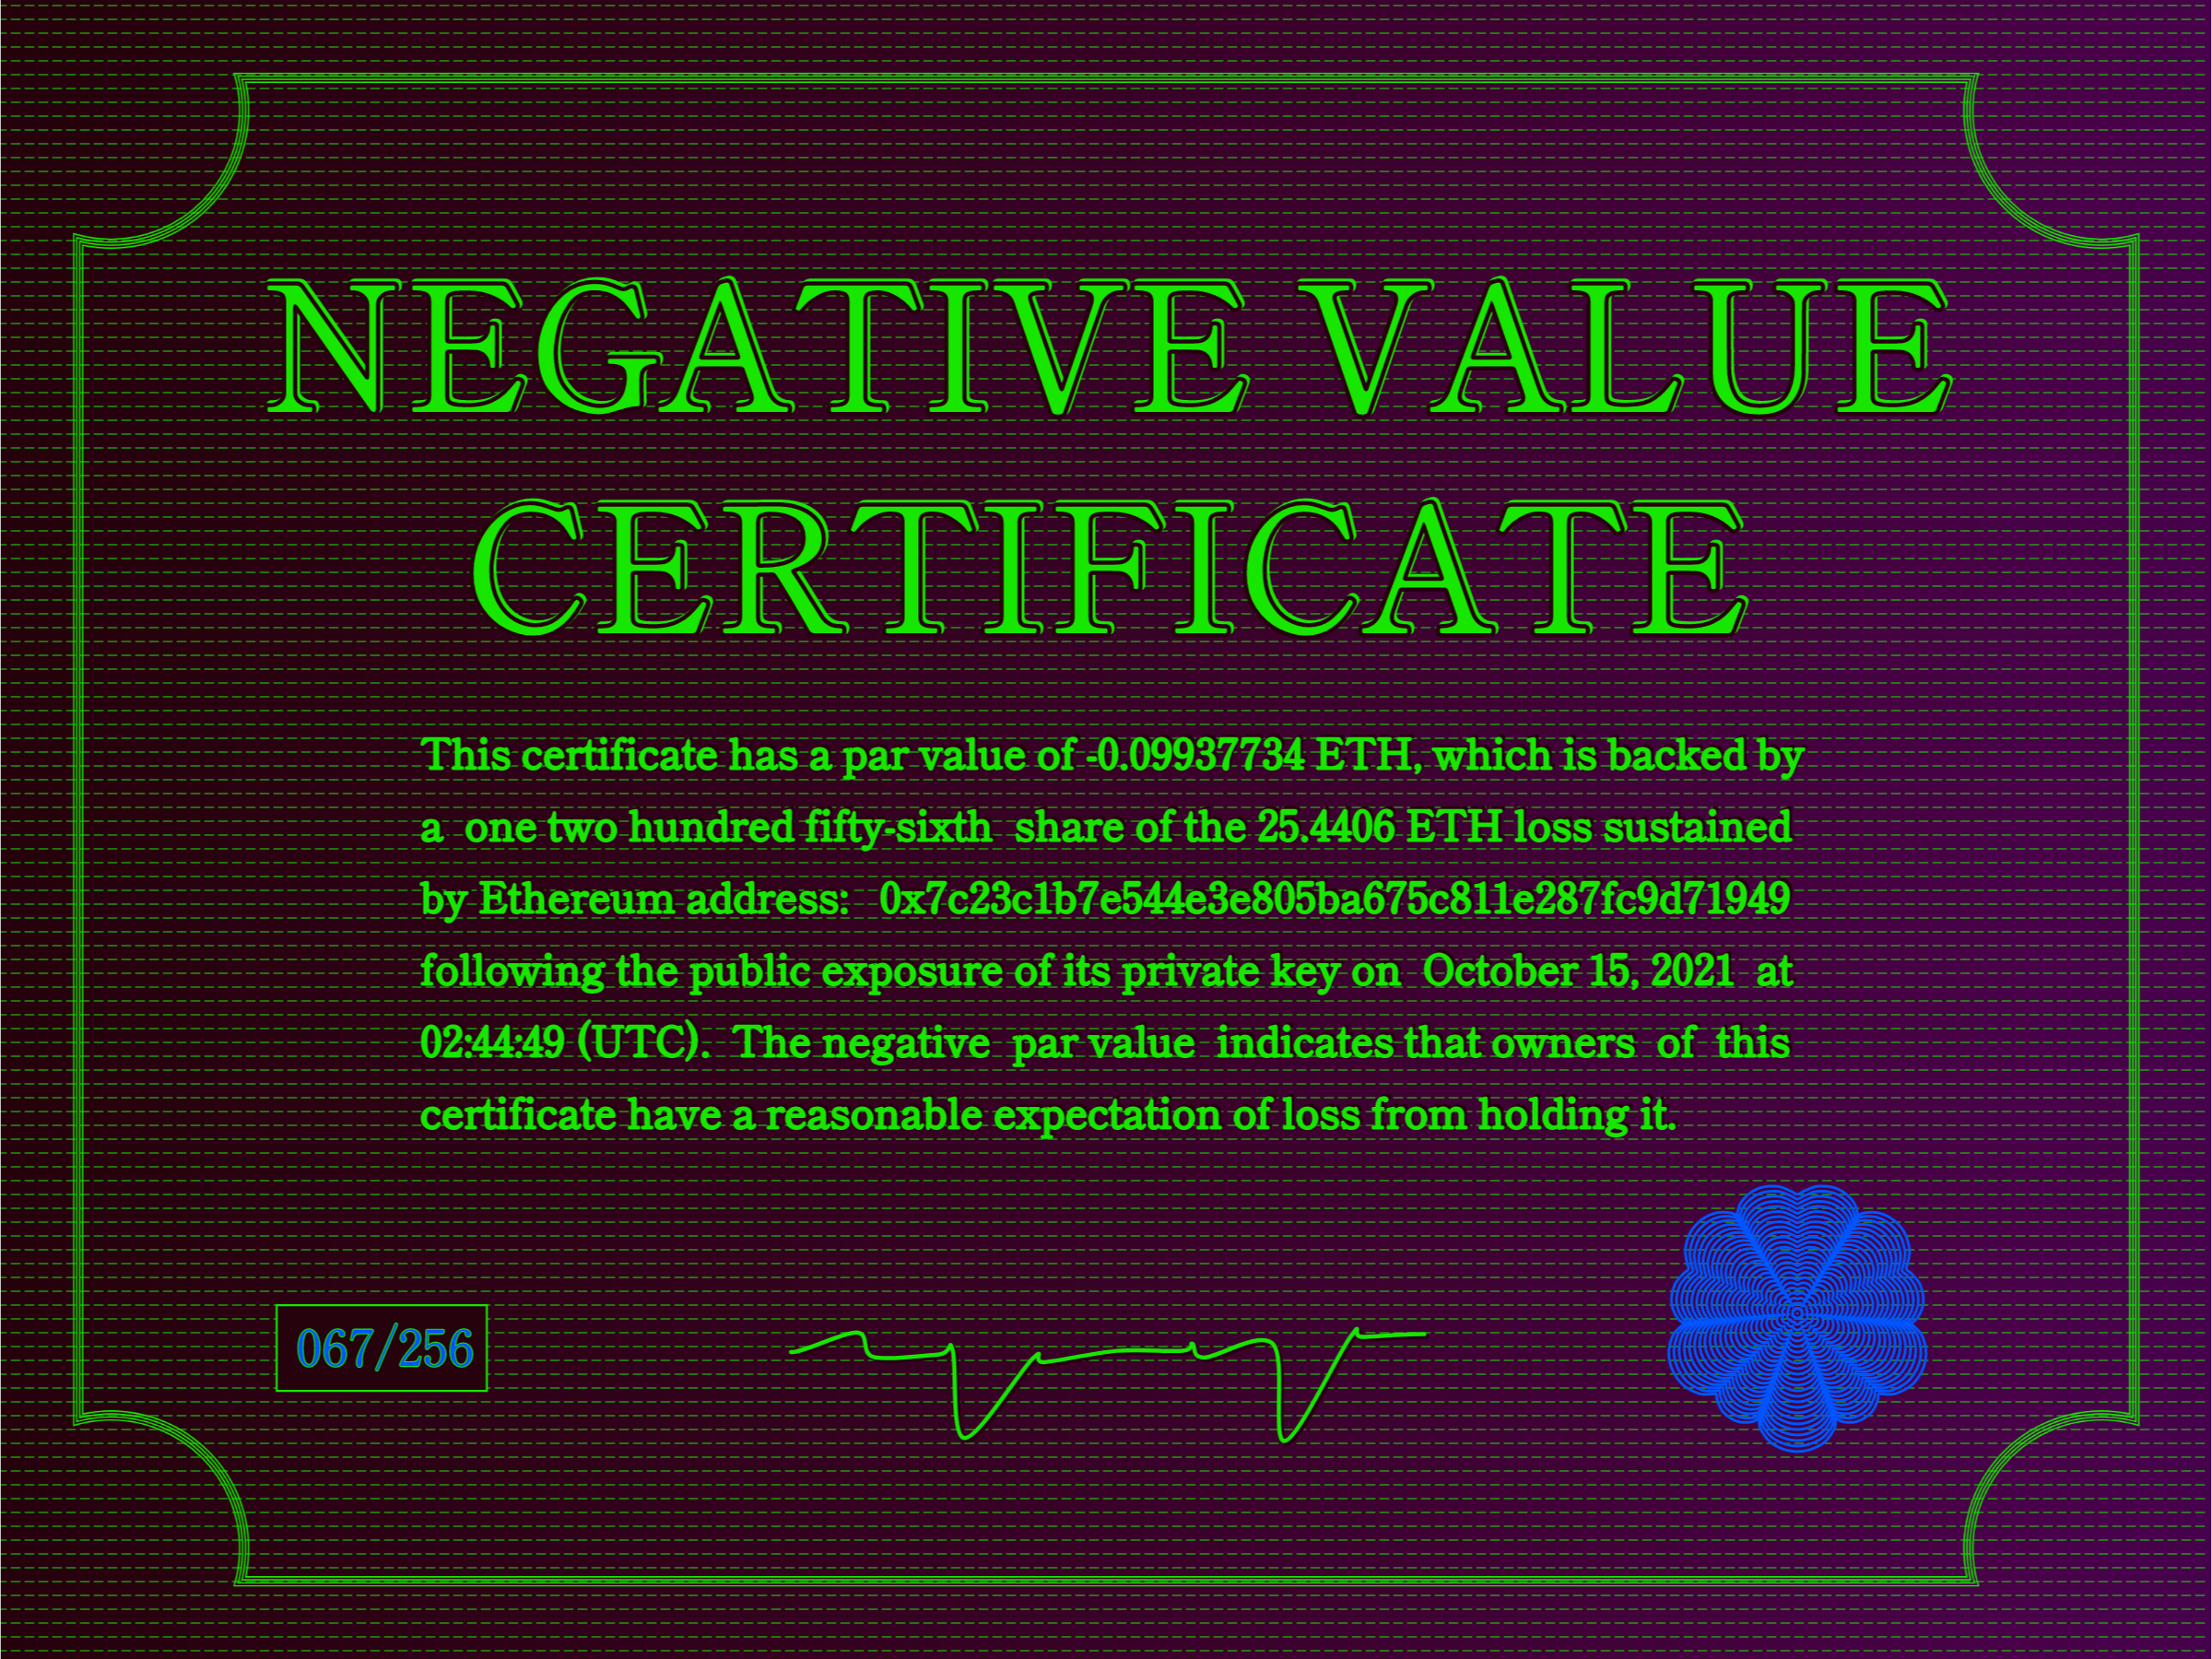 NEGATIVE VALUE
CERTIFICATE
This certificate has a par value of -0.09937734 ETH, which is backed by
a one two hundred fifty-sixth share of the 25.4406 ETH loss sustained
by Ethereum address: 0x7c23c1b7e544e3e805ba675c811e287fc9d71949
following the public exposure of its private key on October 15, 2021 at
02:44:49 (UTC). The negative par value indicates that owners of this
certificate have a reasonable expectation of loss from holding it.
067/256